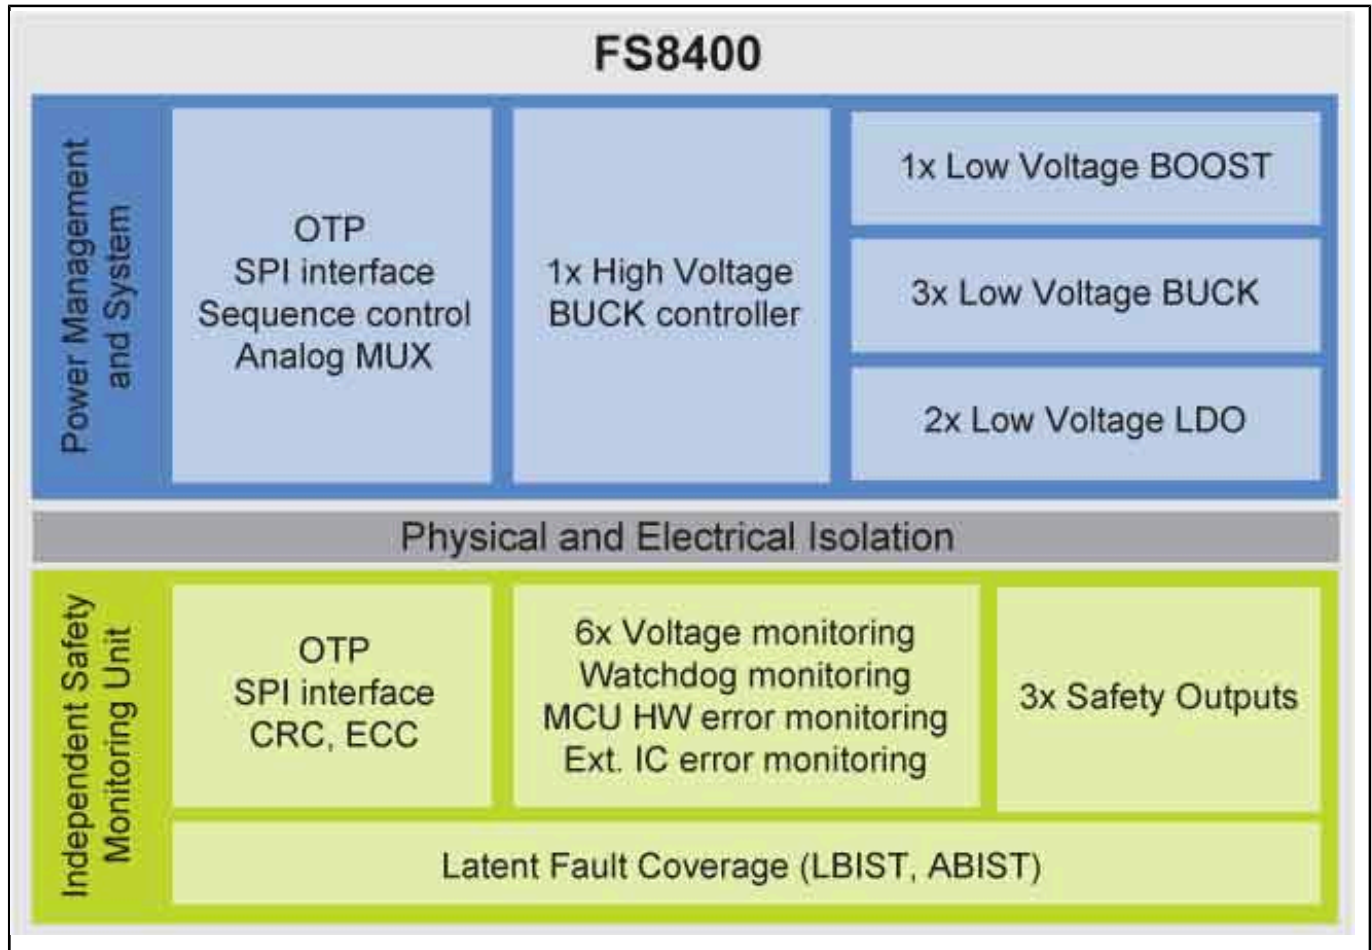 FS8400
Power Management
and System
OTP
SPI interface
Sequence control
Analog MUX
1x High Voltage
BUCK controller
1x Low Voltage BOOST
3x Low Voltage BUCK
2x Low Voltage LDO
Physical and Electrical Isolation
Independent Safety
Monitoring Unit
OTP
SPI interface
CRC, ECC
6x Voltage monitoring
Watchdog monitoring
MCU HW error monitoring
Ext. IC error monitoring
3x Safety Outputs
Latent Fault Coverage (LBIST, ABIST)